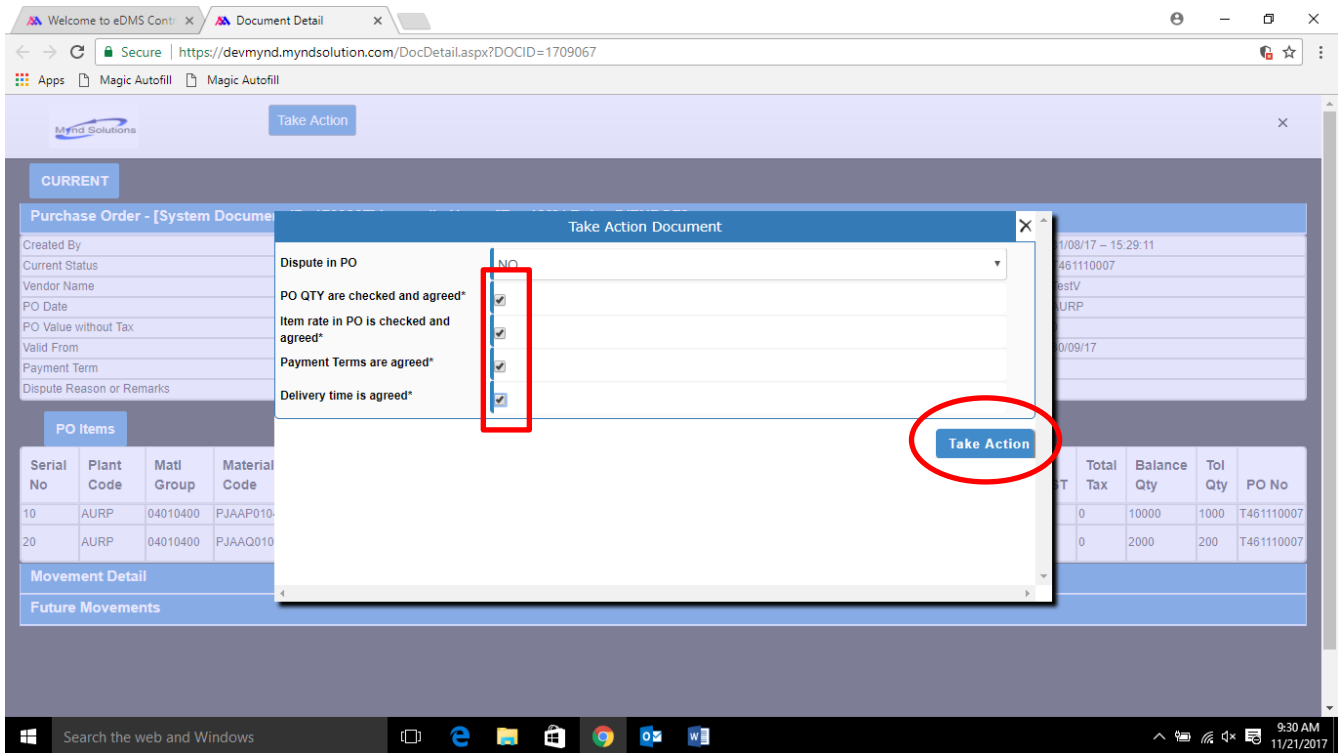 Welcome to eDMS Contr
Document Detail
Secure | https://devmynd.myndsolution.com/DocDetail.aspx?DOCID=1709067
Apps Magic Autofill Magic Autofill
Mynd Solutions
Take Action
CURRENT
Purchase Order - [System Documen
Take Action Document
Created By
Current Status
Vendor Name
PO Date
PO Value without Tax
Valid From
Payment Term
Dispute Reason or Remarks
Dispute in PO NO
PO QTY are checked and agreed*
Item rate in PO is checked and
agreed*
Payment Terms are agreed*
Delivery time is agreed*
Take Action
1/08/17 – 15:29:11
461110007
estV
AURP
0/09/17
PO Items
Serial No Plant Code Matl Group Material Code ST Total Tax Balance Qty Tol Qty PO No
10 AURP 04010400 PJAAP010 0 10000 1000 T461110007
20 AURP 04010400 PJAAQ010 0 2000 200 T461110007
Movement Detail
Future Movements
Search the web and Windows
9:30 AM
11/21/2017